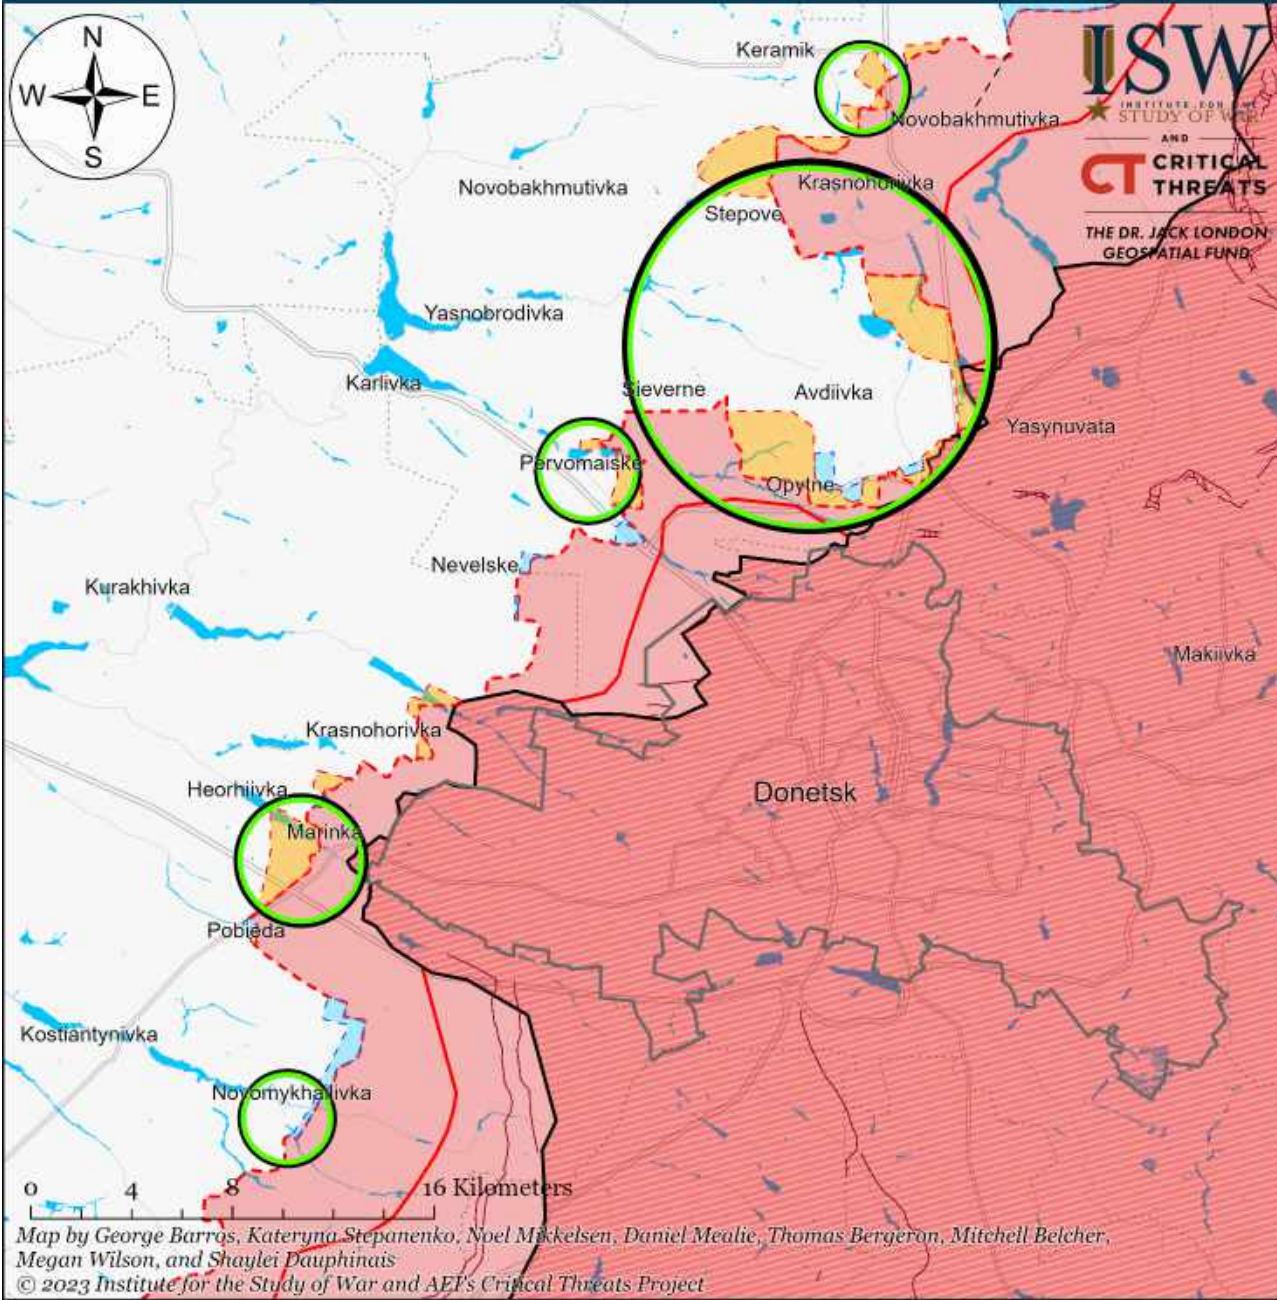 N
W
E
S
Keramik
ISW
INSTITUTE FOR THE
STUDY OF WAR
AND
CT CRITICAL
THREATS
THE DR. JACK LONDON
GEOSPATIAL FUND
Novobakhmutivka
Novobakhmutivka
Krasnohorivka
Stepove
Yasnobrodivka
Karlivka
Sieverne
Avdiivka
Yasynuvata
Pervomaiske
Opytne
Nevelske
Kurakhivka
Makiivka
Krasnohorivka
Heorhiivka
Donetsk
Marinka
Pobieda
Kostiantynivka
Novomykhailivka
0 4 8 16 Kilometers
Map by George Barros, Kateryna Stepanenko, Noel Mikkelsen, Daniel Mealie, Thomas Bergeron, Mitchell Belcher,
Megan Wilson, and Shaylei Dauphinais
© 2023 Institute for the Study of War and AEI's Critical Threats Project